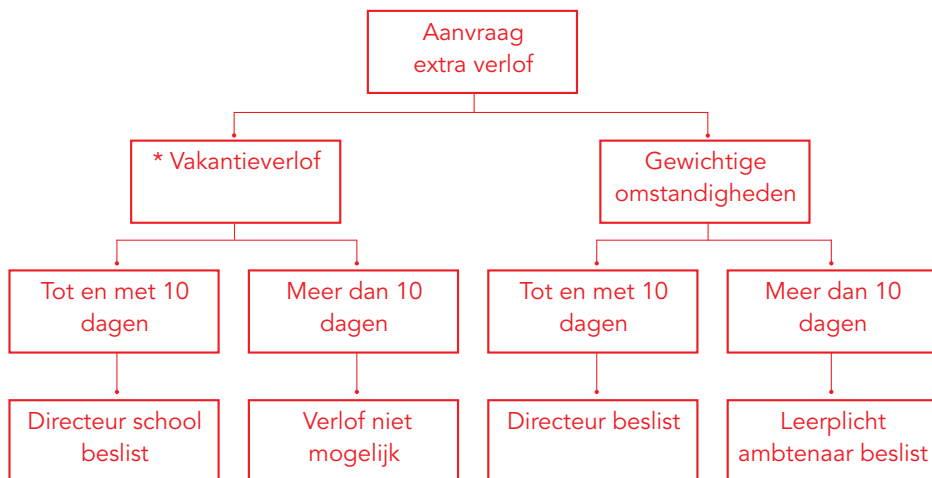 Aanvraag
extra verlof
* Vakantieverlof
Gewichtige
omstandigheden
Tot en met 10
dagen
Meer dan 10
dagen
Tot en met 10
dagen
Meer dan 10
dagen
Directeur school
beslist
Verlof niet
mogelijk
Directeur beslist
Leerplicht
ambtenaar beslist